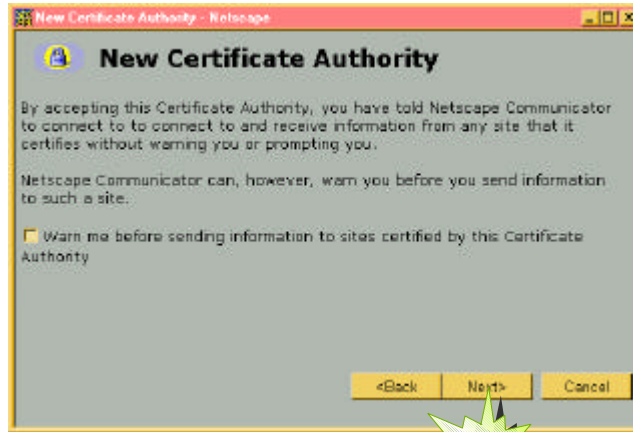 New Certificate Authority - Netscape
New Certificate Authority
By accepting this Certificate Authority, you have told Netscape Communicator
to connect to to connect to and receive information from any site that it
certifies without warning you or prompting you.
Netscape Communicator can, however, warn you before you send information
to such a site.
Warn me before sending information to sites certified by this Certificate
Authority
<Back
Next>
Cancel